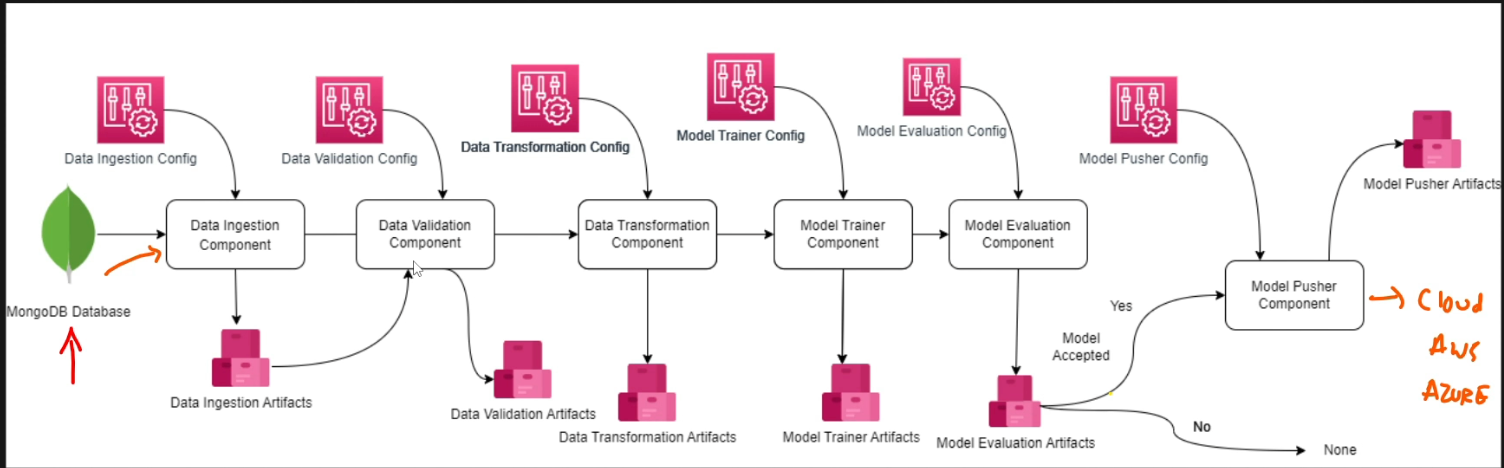 Data Ingestion Config
Data Validation Config
Data Transformation Config
Model Trainer Config
Model Evaluation Config
Model Pusher Config
Model Pusher Artifacts
MongoDB Database
Data Ingestion
Component
Data Validation
Component
Data Transformation
Component
Model Trainer
Component
Model Evaluation
Component
Model Pusher
Component
Cloud
AWS
AZURE
Yes
Model
Accepted
No
None
Data Ingestion Artifacts
Data Validation Artifacts
Data Transformation Artifacts
Model Trainer Artifacts
Model Evaluation Artifacts